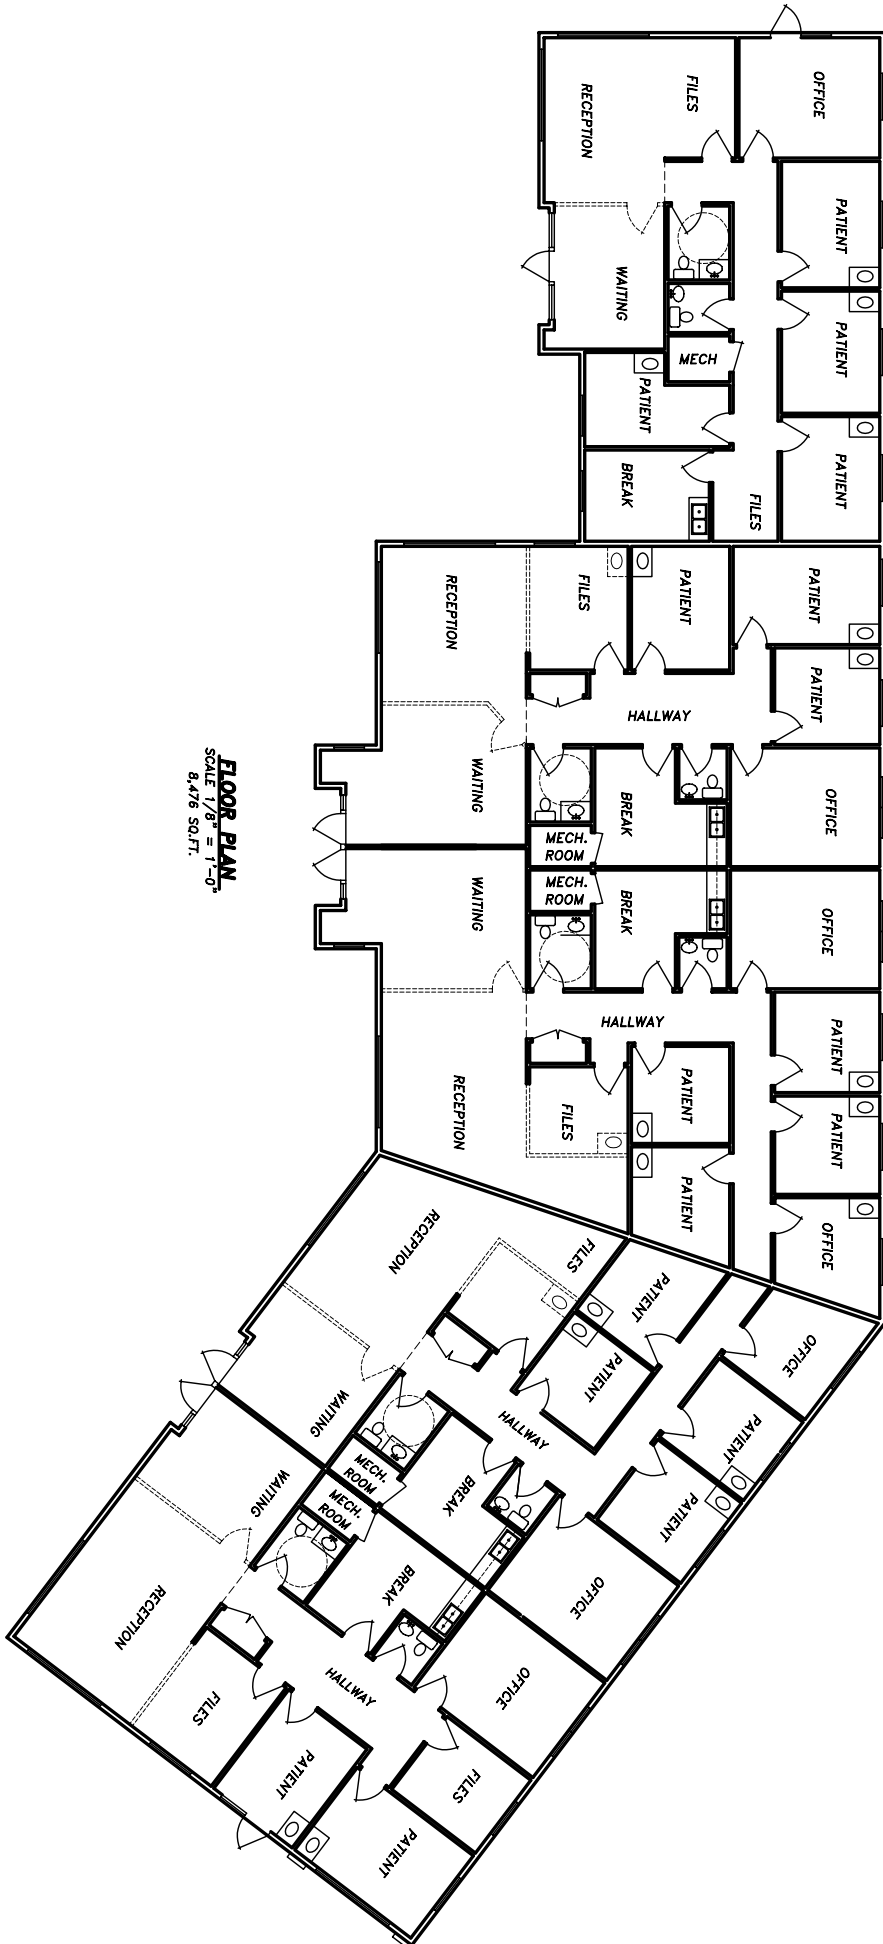 OFFICE
FILES
RECEPTION
PATIENT
WAITING
PATIENT
MECH
PATIENT
BREAK
PATIENT
FILES
RECEPTION
FILES
PATIENT
PATIENT
PATIENT
HALLWAY
WAITING
BREAK
OFFICE
MECH.
ROOM
MECH.
ROOM
WAITING
BREAK
OFFICE
HALLWAY
PATIENT
RECEPTION
FILES
PATIENT
PATIENT
PATIENT
OFFICE
FLOOR PLAN
SCALE 1/8" = 1'-0"
8,476 SQ.FT.
RECEPTION
FILES
PATIENT
OFFICE
PATIENT
PATIENT
HALLWAY
WAITING
MECH.
ROOM
BREAK
PATIENT
OFFICE
WAITING
MECH.
ROOM
BREAK
RECEPTION
OFFICE
HALLWAY
FILES
PATIENT
FILES
PATIENT